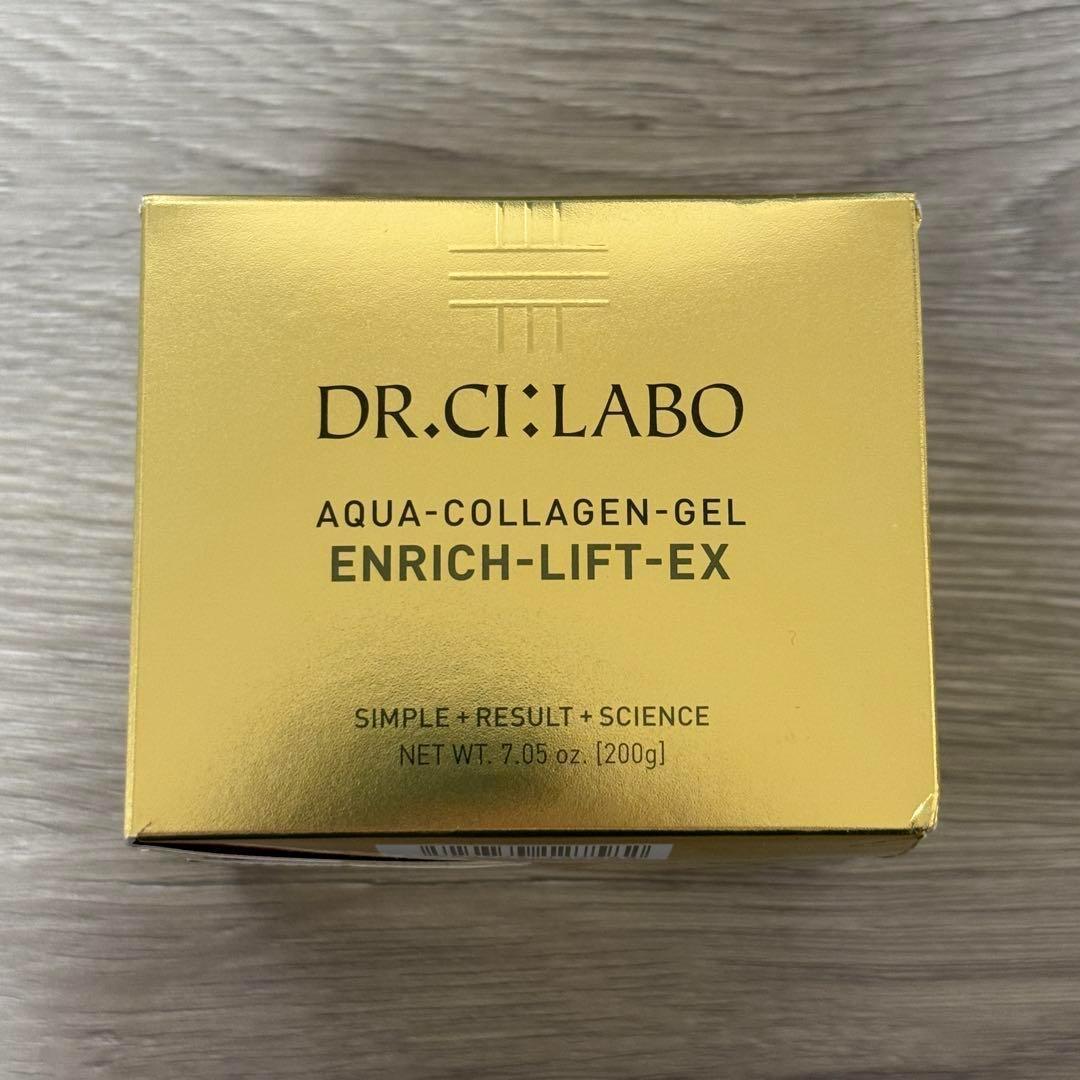 DR.CI:LABO
AQUA-COLLAGEN-GEL
ENRICH-LIFT-EX
SIMPLE + RESULT + SCIENCE
NET WT. 7.05 oz. [200g]